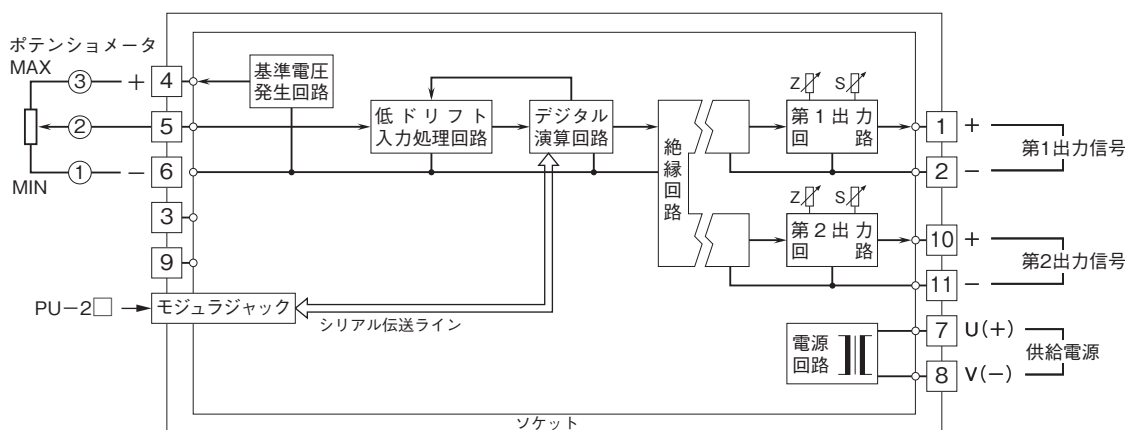 ポテンショメータ
MAX
③
+
4
②
5
①
−
6
MIN
3
9
PU−2□
モジュラジャック
シリアル伝送ライン
基準電圧
発生回路
低ドリフト
入力処理回路
デジタル
演算回路
絶縁回路
Z
S
第1出力
回路
1
+
2
−
第1出力信号
Z
S
第2出力
回路
10
+
11
−
第2出力信号
電源
回路
7
U(+)
8
V(−)
供給電源
ソケット